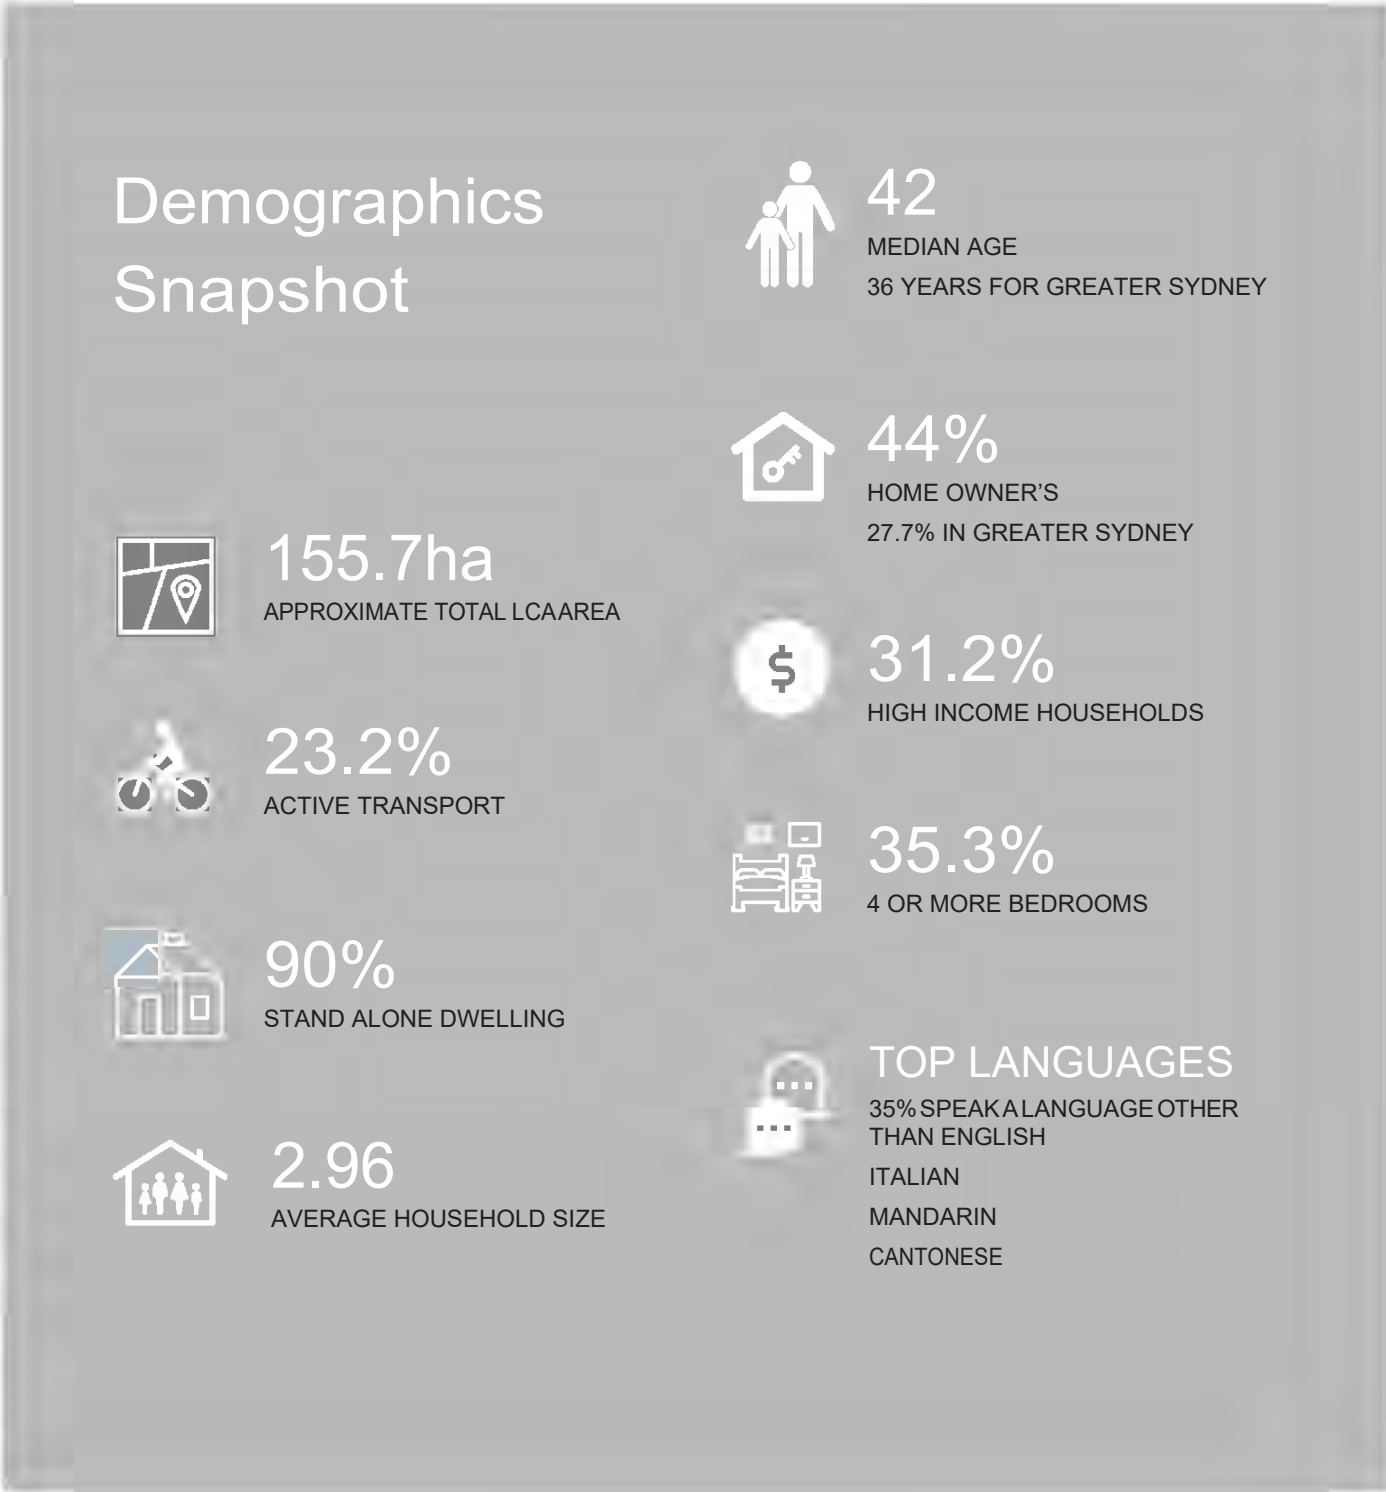 Demographics
Snapshot
155.7ha
APPROXIMATE TOTAL LCA AREA
23.2%
ACTIVE TRANSPORT
90%
STAND ALONE DWELLING
2.96
AVERAGE HOUSEHOLD SIZE
42
MEDIAN AGE
36 YEARS FOR GREATER SYDNEY
44%
HOME OWNER’S
27.7% IN GREATER SYDNEY
$
31.2%
HIGH INCOME HOUSEHOLDS
35.3%
4 OR MORE BEDROOMS
TOP LANGUAGES
35% SPEAK A LANGUAGE OTHER
THAN ENGLISH
ITALIAN
MANDARIN
CANTONESE